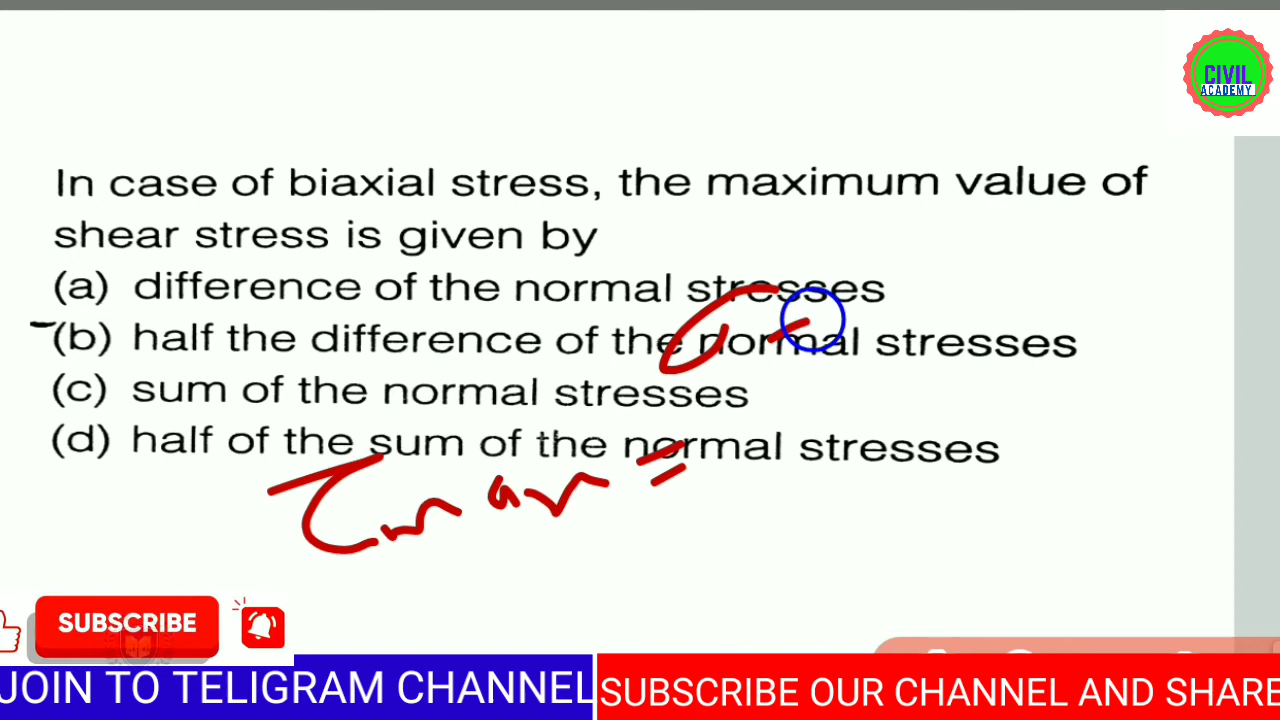 CIVIL
ACADEMY
In case of biaxial stress, the maximum value of
shear stress is given by
(a) difference of the normal stresses
(b) half the difference of the normal stresses
(c) sum of the normal stresses
(d) half of the sum of the normal stresses
τmax =
SUBSCRIBE
JOIN TO TELIGRAM CHANNEL
SUBSCRIBE OUR CHANNEL AND SHARE